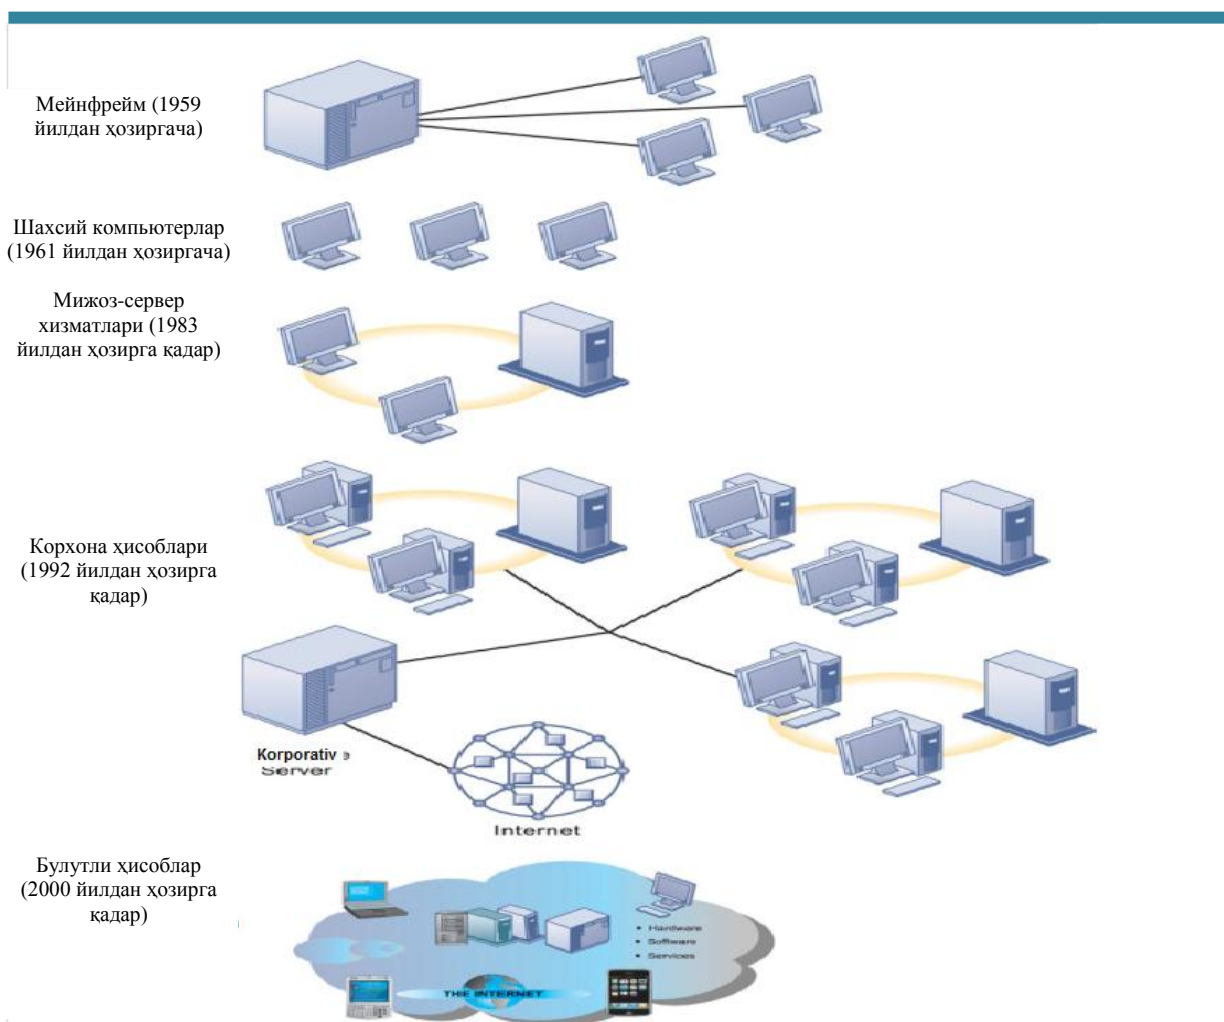 Мейнфрейм (1959
йилдан ҳозиргача)
Шахсий компьютерлар
(1961 йилдан ҳозиргача)
Мижоз-сервер
хизматлари (1983
йилдан ҳозирга қадар)
Корхона ҳисоблари
(1992 йилдан ҳозирга
қадар)
Korporativ
Server
Internet
Булутли ҳисоблар
(2000 йилдан ҳозирга
қадар)
• Hardware
• Software
• Services
THE INTERNET